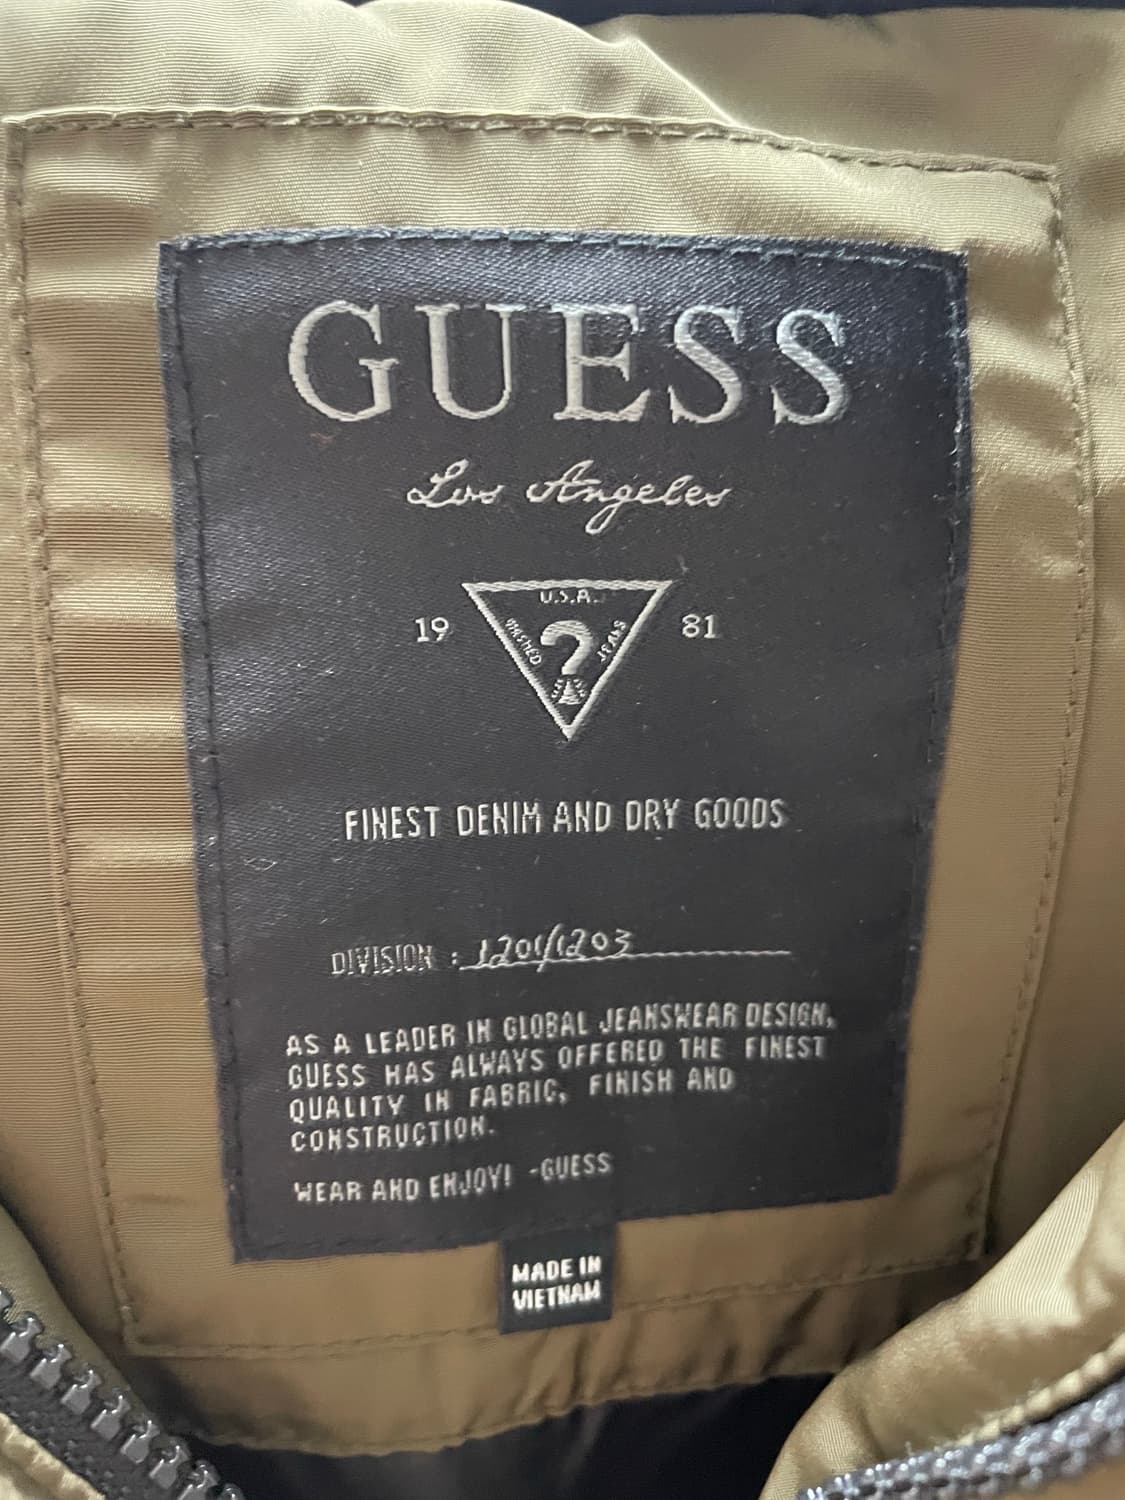 GUESS
Los Angeles
19 81
U.S.A.
WASHED ? JEANS
FINEST DENIM AND DRY GOODS
DIVISION : 1201/1203
AS A LEADER IN GLOBAL JEANSWEAR DESIGN,
GUESS HAS ALWAYS OFFERED THE FINEST
QUALITY IN FABRIC, FINISH AND
CONSTRUCTION.
WEAR AND ENJOY! -GUESS
MADE IN
VIETNAM